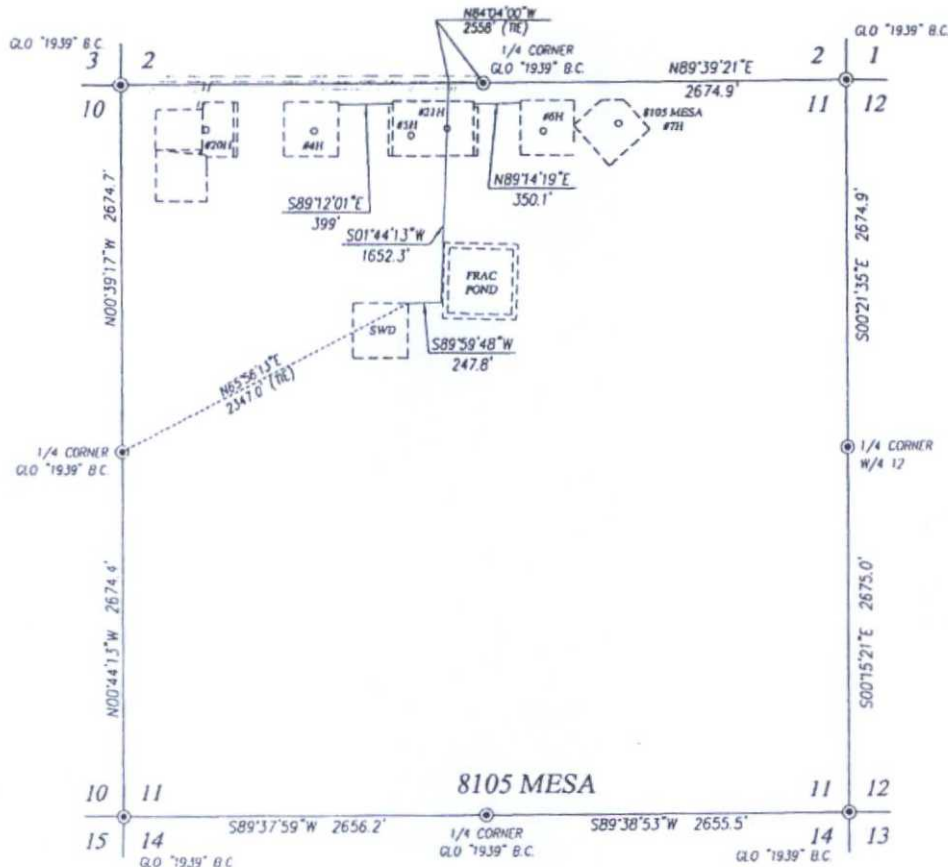 N84°04'00"W
2558' (TIE)
GLO "1939" B.C.
GLO "1939" B.C.
1/4 CORNER
GLO "1939" B.C.
3 2
2 1
N89°39'21"E
2674.9'
10
11 12
#20H
#4H
#5H
#21H
#6H
#8105 MESA
#7H
N89°14'19"E
350.1'
S89°12'01"E
399'
S01°44'13"W
1652.3'
N00°39'17"W 2674.7'
S00°21'35"E 2674.9'
FRAC
POND
SWD
S89°59'48"W
247.8'
N65°56'13"E
2347.0' (TIE)
1/4 CORNER
GLO "1939" B.C.
1/4 CORNER
W/4 12
N00°44'13"W 2674.4'
S00°15'21"E 2675.0'
8105 MESA
10 11
11 12
S89°37'59"W 2656.2'
S89°38'53"W 2655.5'
15 14
14 13
1/4 CORNER
GLO "1939" B.C.
GLO "1939" B.C.
GLO "1939" B.C.